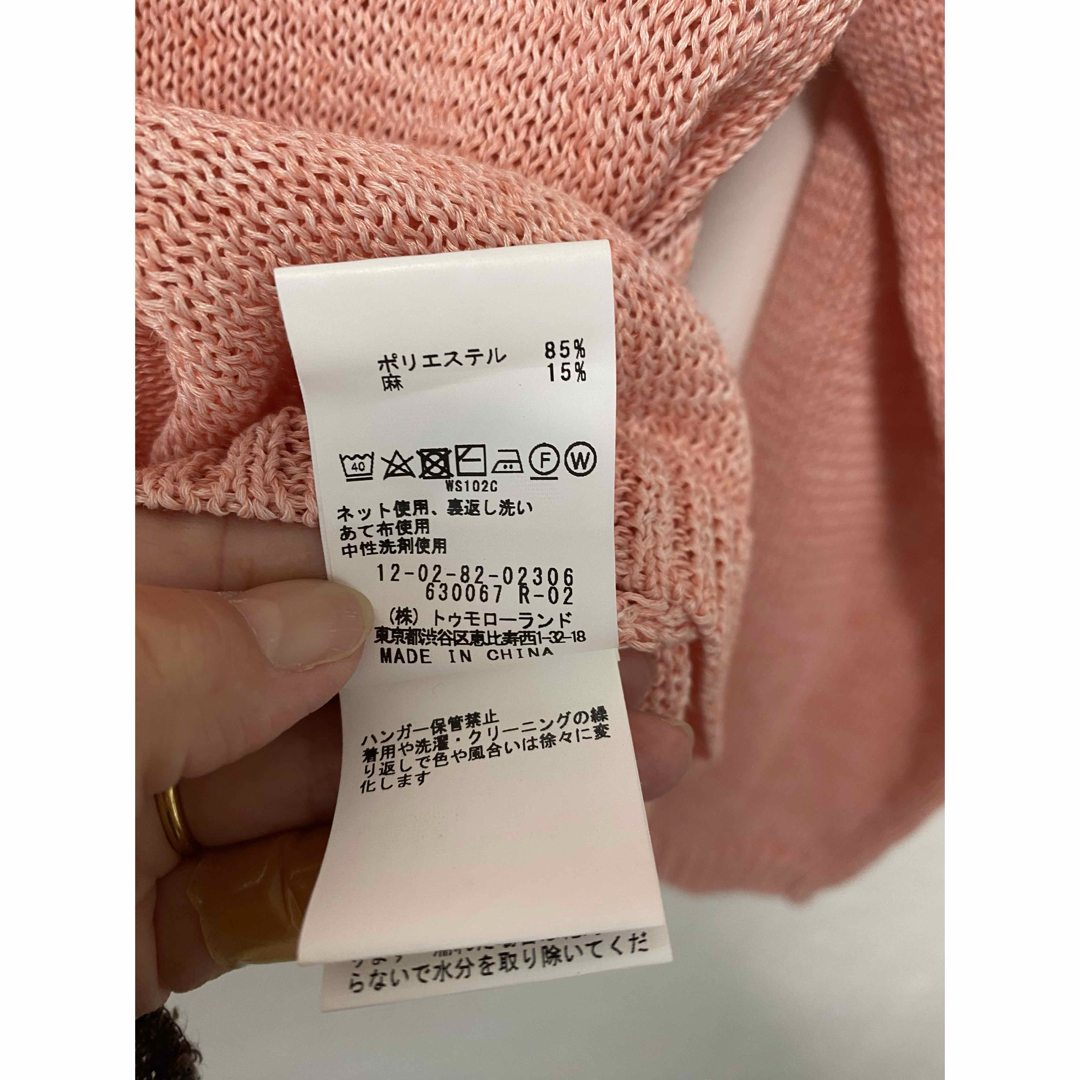 ポリエステル 85%
麻 15%
40 F W
WS102C
ネット使用、裏返し洗い
あて布使用
中性洗剤使用
12-02-82-02306
630067 R-02
(株)トゥモローランド
東京都渋谷区恵比寿西1-32-18
MADE IN CHINA
ハンガー保管禁止
着用や洗濯・クリーニングの繰
り返しで色や風合いは徐々に変
化します
らないで水分を取り除いてくだ